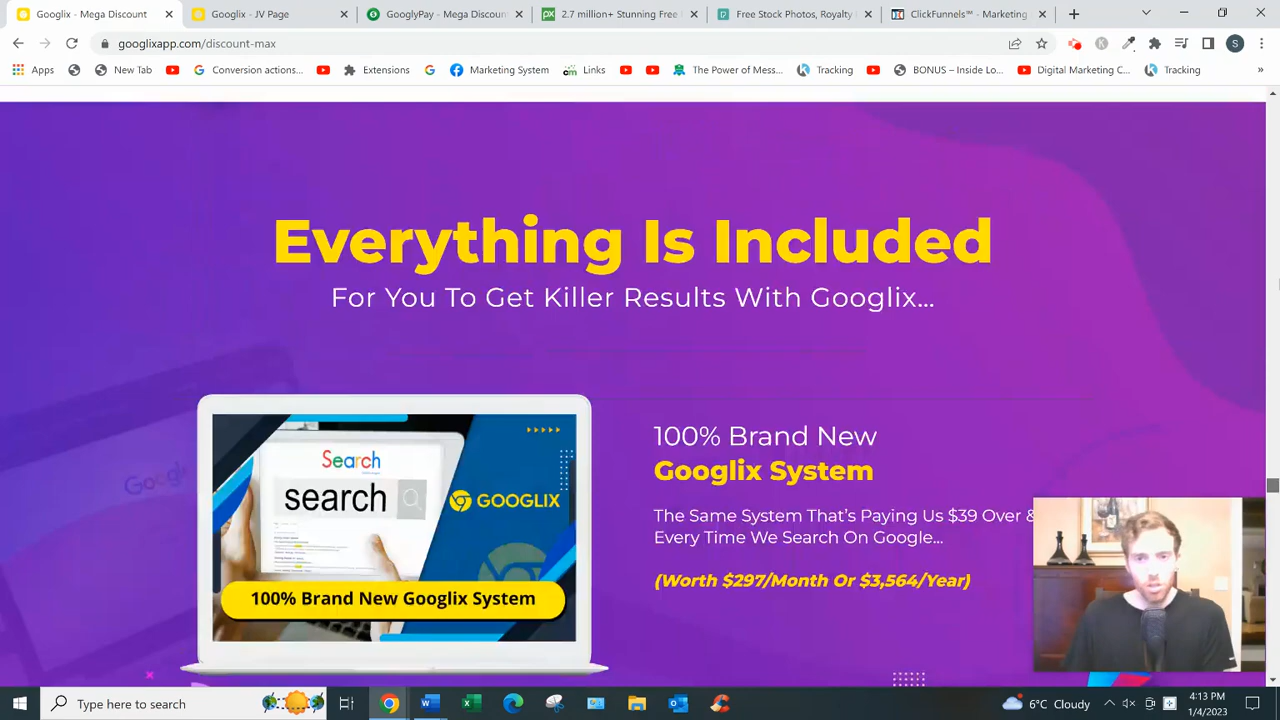 Googlix - Mega Discount
Googlix - JV Page
GooglyPay - Mega Discoun
2.7 million+ Stunning Free I
Free Stock Photos, Royalty
ClickFunnels™ - Marketing
googlixapp.com/discount-max
S
Apps
New Tab
Conversion actions...
Extensions
Marketing System
Links
The Power of Mess...
Tracking
BONUS – Inside Lo...
Digital Marketing C...
Tracking
»
Everything Is Included
For You To Get Killer Results With Googlix...
100% Brand New
Googlix System
The Same System That's Paying Us $39 Over &
Every Time We Search On Google...
(Worth $297/Month Or $3,564/Year)
Search
search
GOOGLIX
100% Brand New Googlix System
Type here to search
6°C Cloudy
4:13 PM
1/4/2023